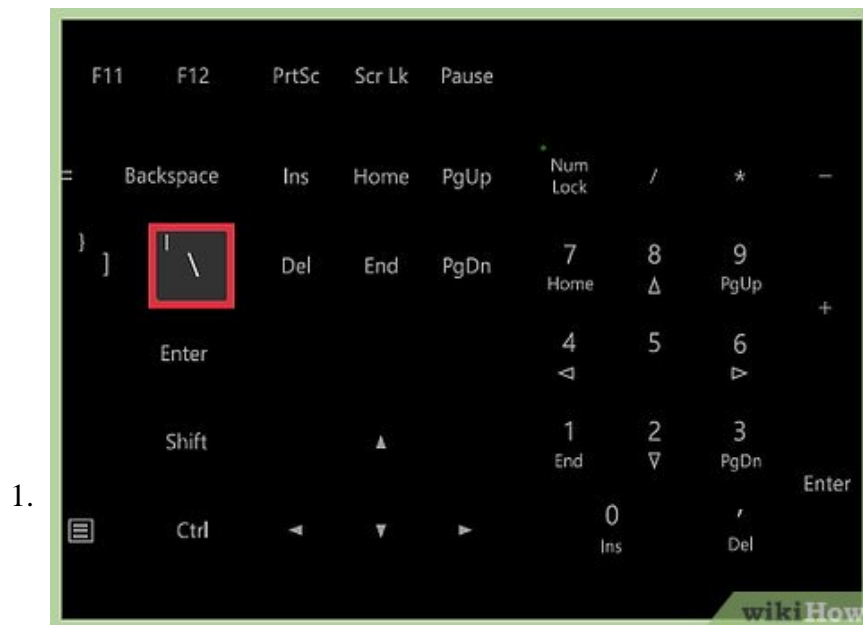 F11 F12 PrtSc Scr Lk Pause
= Backspace Ins Home PgUp Num Lock / * −
} ] | \ Del End PgDn 7 Home 8 △ 9 PgUp
+
Enter 4 ◁ 5 6 ▷
Shift ▲ 1 End 2 ▽ 3 PgDn
Enter
1.
Ctrl ◄ ▼ ► 0 Ins , Del
wikiHow